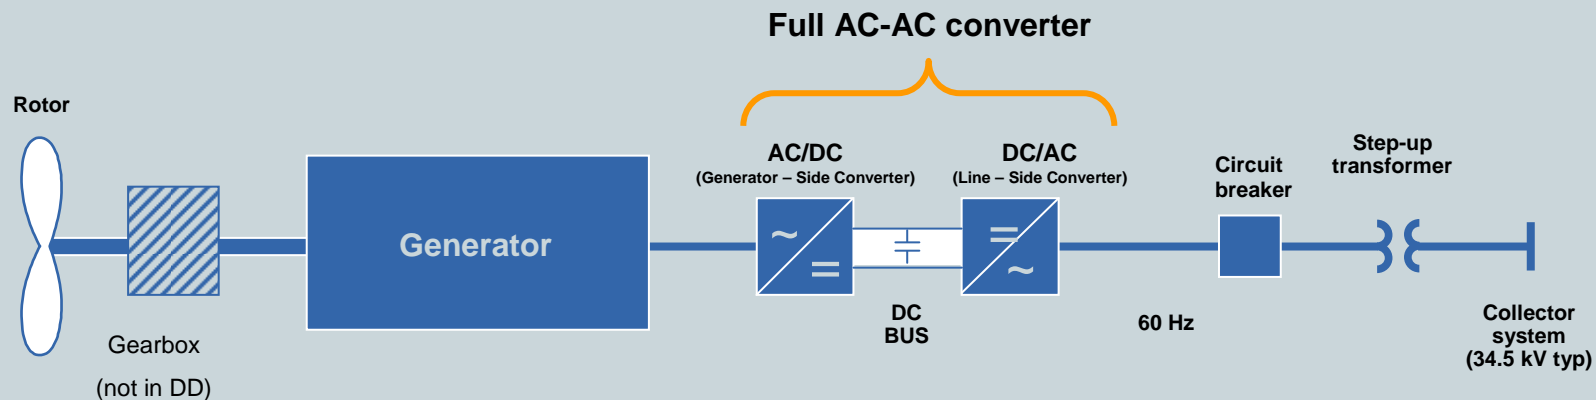 Full AC-AC converter
Rotor
AC/DC
(Generator – Side Converter)
DC/AC
(Line – Side Converter)
Circuit
breaker
Step-up
transformer
Generator
~
=
=
~
DC
BUS
60 Hz
Collector
system
(34.5 kV typ)
Gearbox
(not in DD)